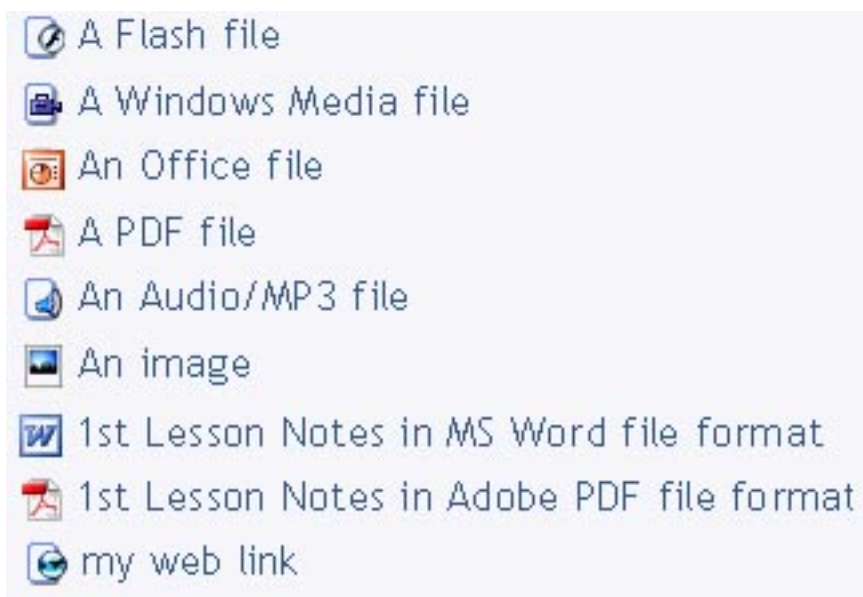 A Flash file
A Windows Media file
An Office file
A PDF file
An Audio/MP3 file
An image
1st Lesson Notes in MS Word file format
1st Lesson Notes in Adobe PDF file format
my web link